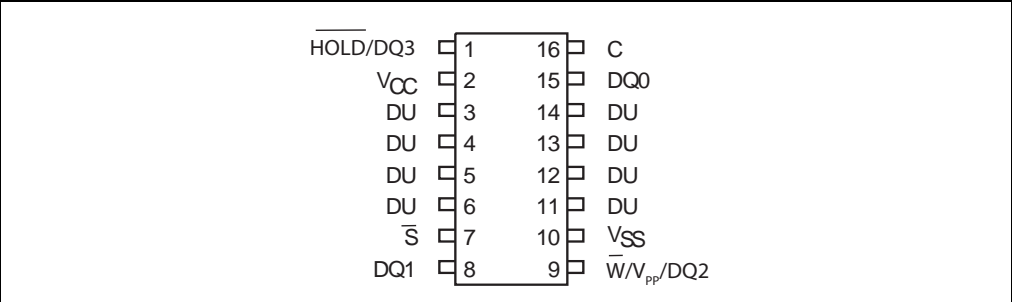 H̅O̅L̅D̅/DQ3 1 16 C
VCC 2 15 DQ0
DU 3 14 DU
DU 4 13 DU
DU 5 12 DU
DU 6 11 DU
S̅ 7 10 VSS
DQ1 8 9 W̅/VPP/DQ2